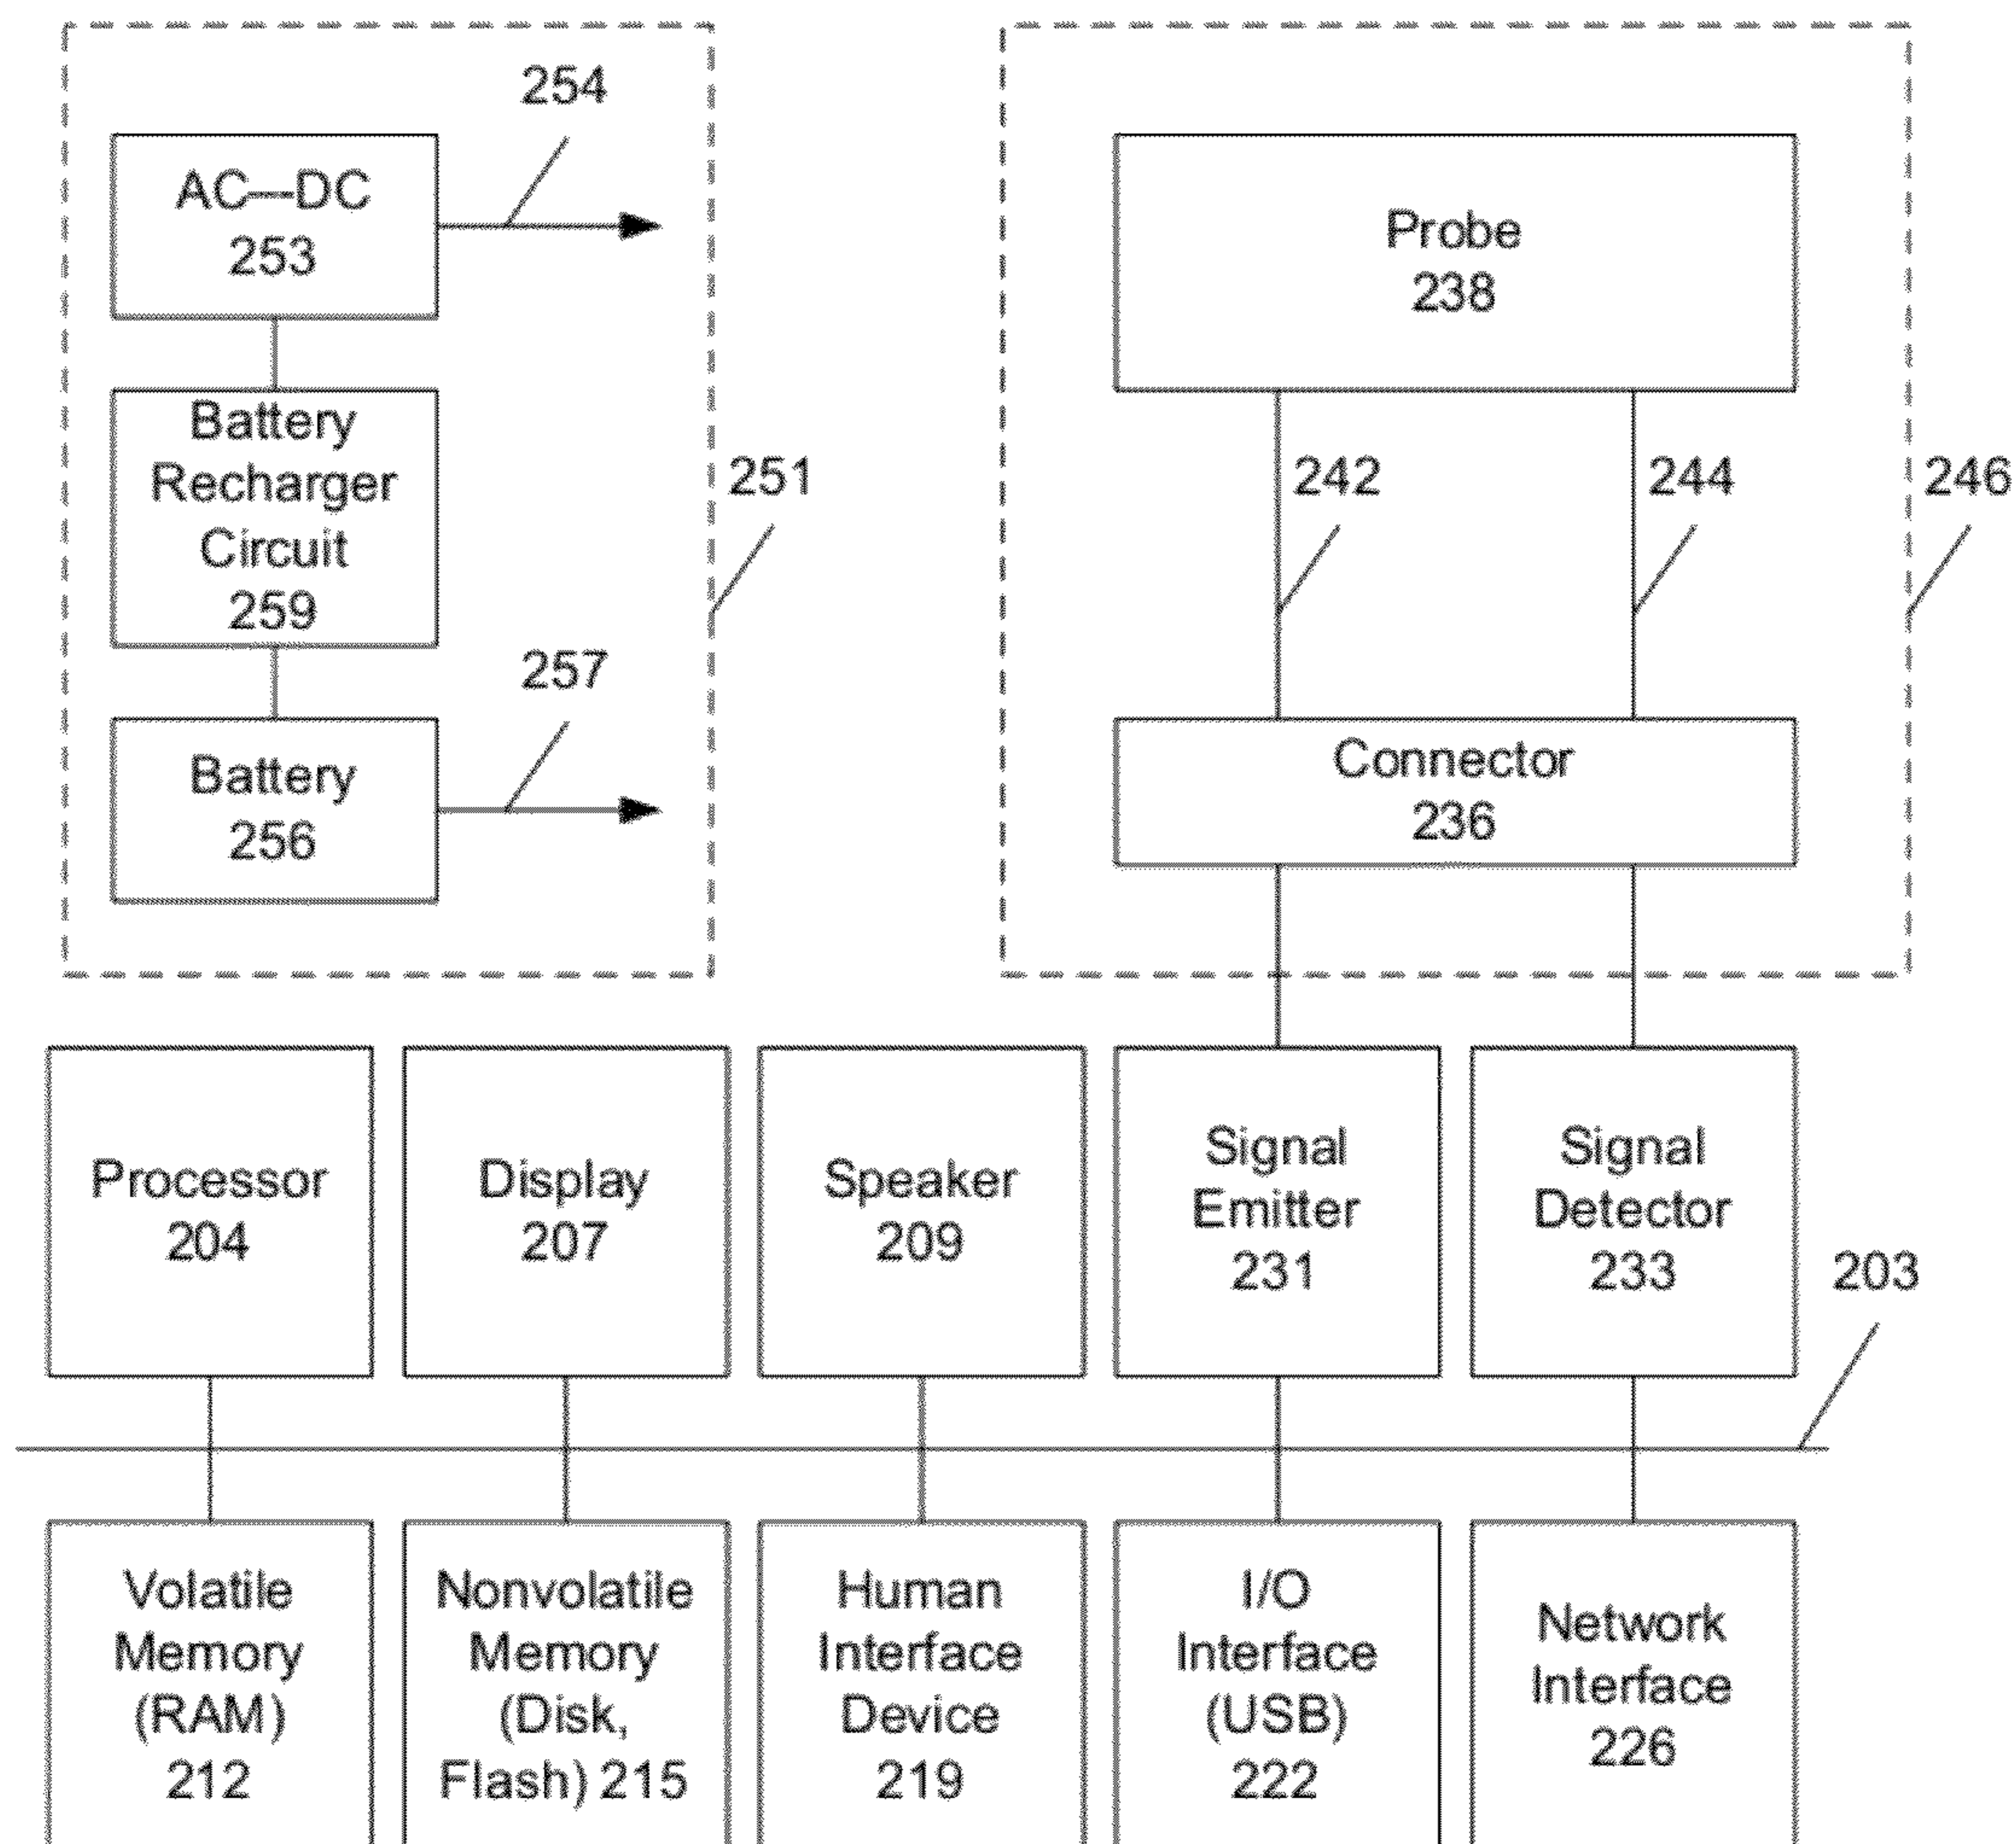 254
AC—DC
253
Battery
Recharger
Circuit
259
251
257
Battery
256
Probe
238
242
244
246
Connector
236
Processor
204
Display
207
Speaker
209
Signal
Emitter
231
Signal
Detector
233
203
Volatile
Memory
(RAM)
212
Nonvolatile
Memory
(Disk,
Flash) 215
Human
Interface
Device
219
I/O
Interface
(USB)
222
Network
Interface
226